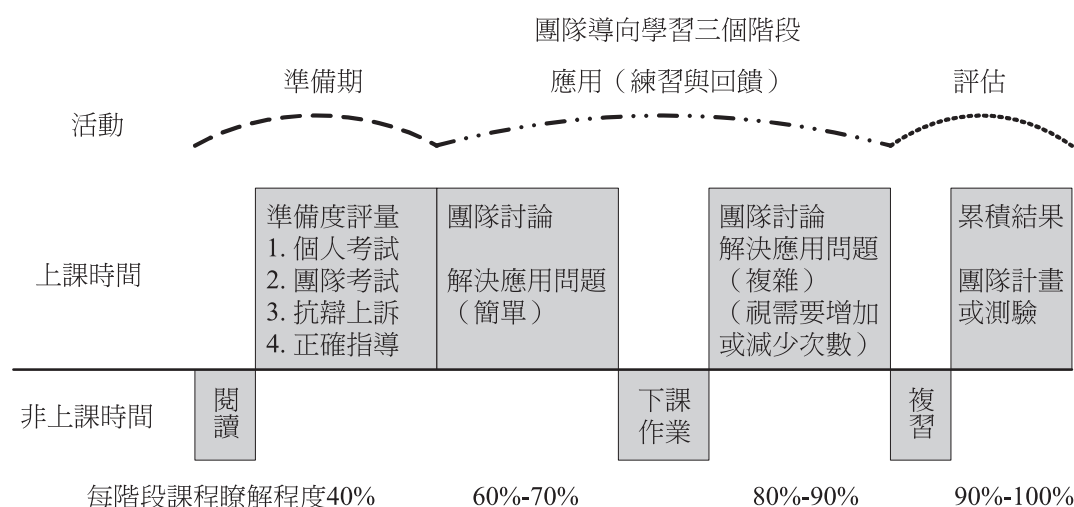 團隊導向學習三個階段
準備期
應用（練習與回饋）
評估
活動
上課時間
準備度評量
1. 個人考試
2. 團隊考試
3. 抗辯上訴
4. 正確指導
團隊討論
解決應用問題
（簡單）
團隊討論
解決應用問題
（複雜）
（視需要增加
或減少次數）
累積結果
團隊計畫
或測驗
非上課時間
閱
讀
下課
作業
複
習
每階段課程瞭解程度40%
60%-70%
80%-90%
90%-100%